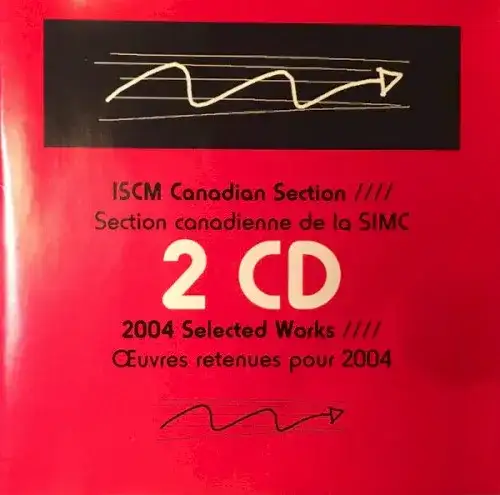 ISCM Canadian Section ////
Section canadienne de la SIMC
2 CD
2004 Selected Works ////
Œuvres retenues pour 2004